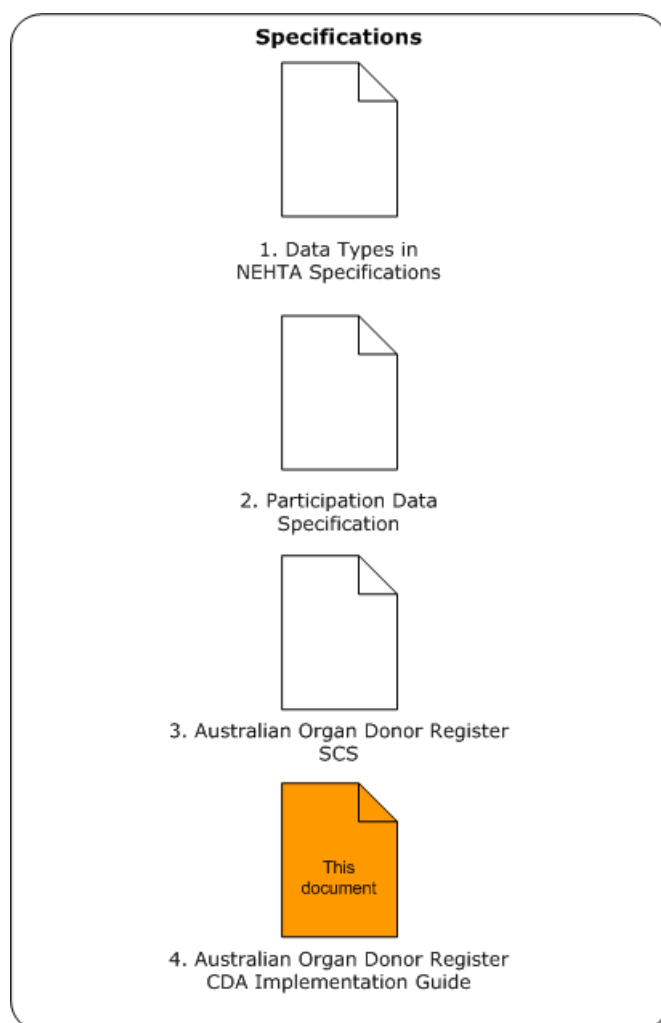 Specifications
1. Data Types in
NEHTA Specifications
2. Participation Data
Specification
3. Australian Organ Donor Register
SCS
This
document
4. Australian Organ Donor Register
CDA Implementation Guide